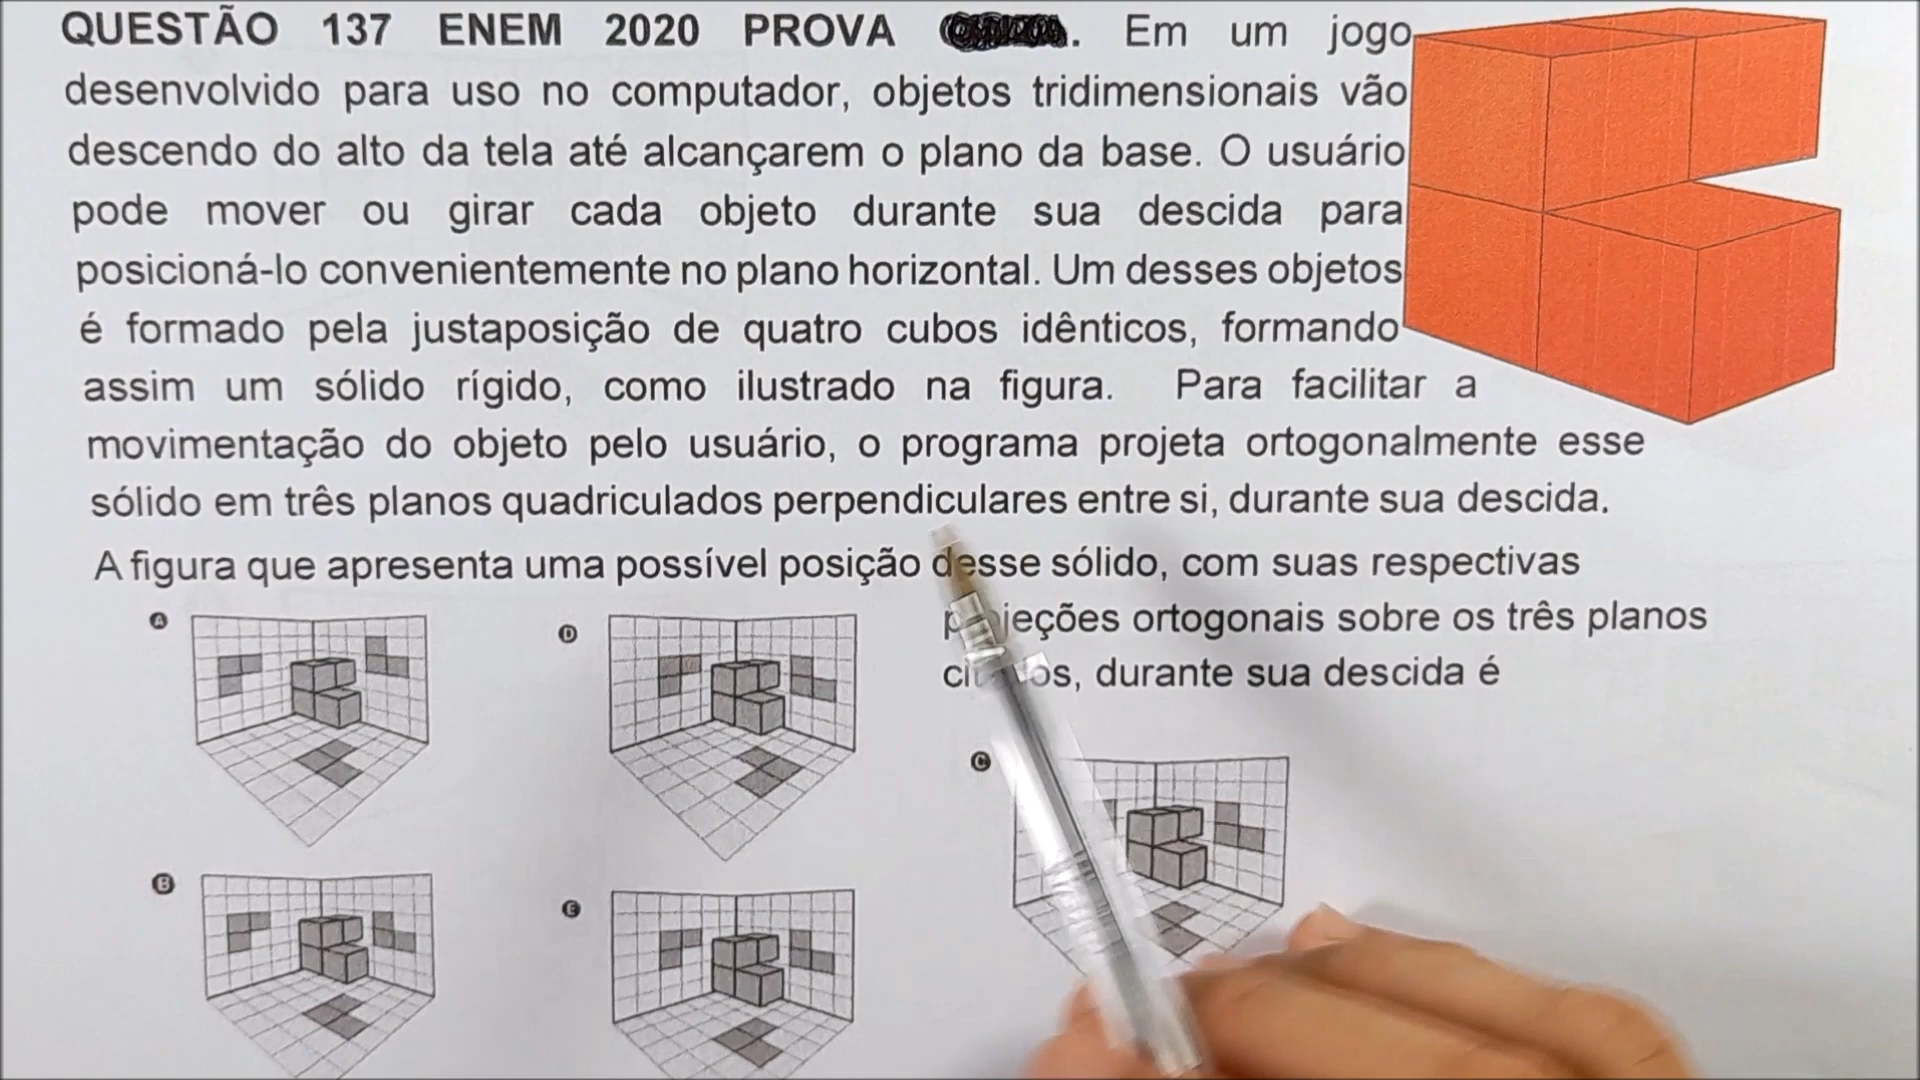 QUESTÃO 137 ENEM 2020 PROVA . Em um jogo
desenvolvido para uso no computador, objetos tridimensionais vão
descendo do alto da tela até alcançarem o plano da base. O usuário
pode mover ou girar cada objeto durante sua descida para
posicioná-lo convenientemente no plano horizontal. Um desses objetos
é formado pela justaposição de quatro cubos idênticos, formando
assim um sólido rígido, como ilustrado na figura. Para facilitar a
movimentação do objeto pelo usuário, o programa projeta ortogonalmente esse
sólido em três planos quadriculados perpendiculares entre si, durante sua descida.
A figura que apresenta uma possível posição desse sólido, com suas respectivas
projeções ortogonais sobre os três planos
durante sua descida é
A
D
C
B
E